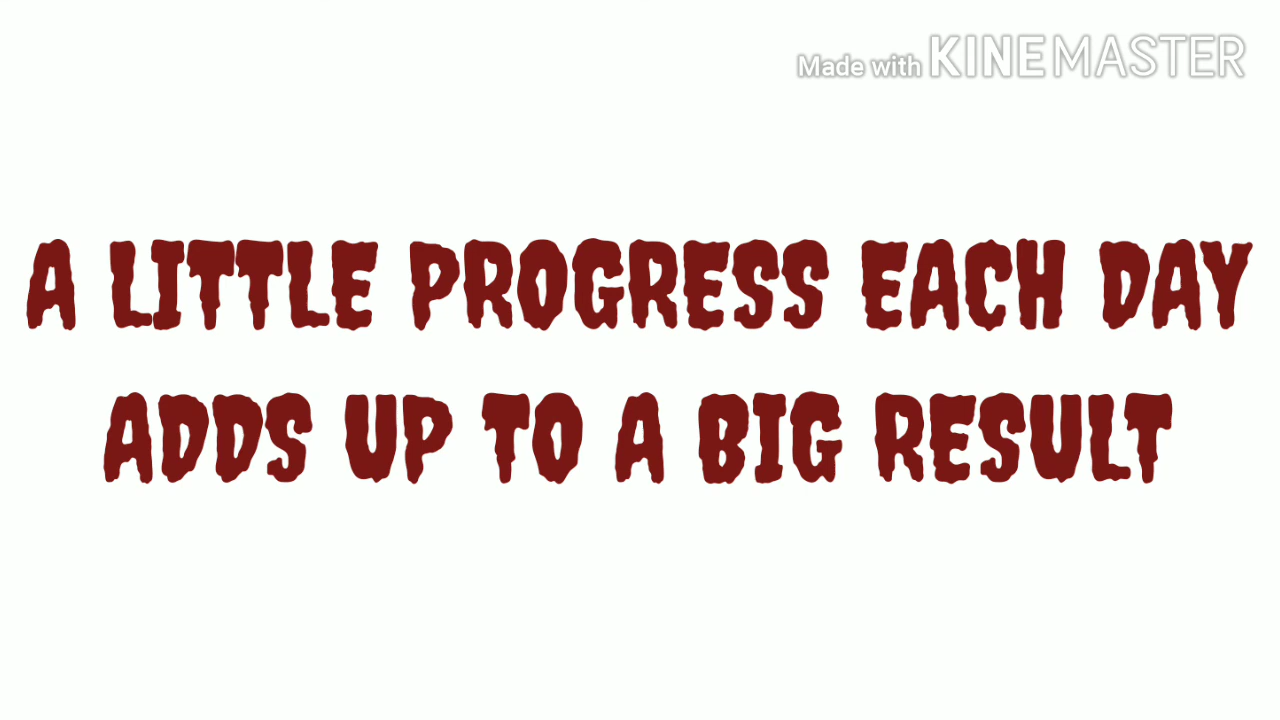 Made with KINEMASTER
A LITTLE PROGRESS EACH DAY
ADDS UP TO A BIG RESULT